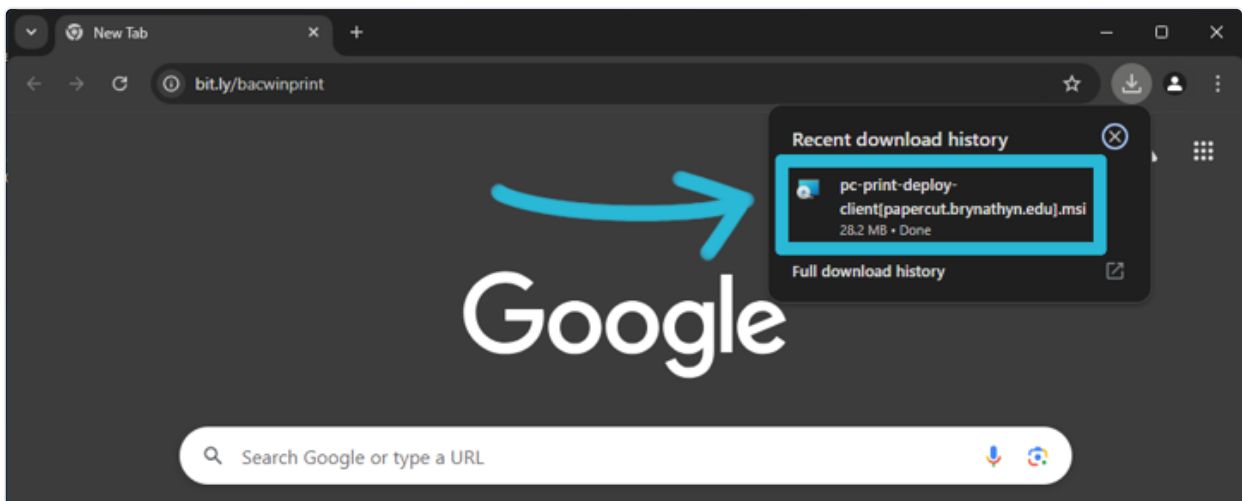 New Tab
bit.ly/bacwinprint
Recent download history
pc-print-deploy-
client[papercut.brynathyn.edu].msi
28.2 MB • Done
Full download history
Google
Search Google or type a URL